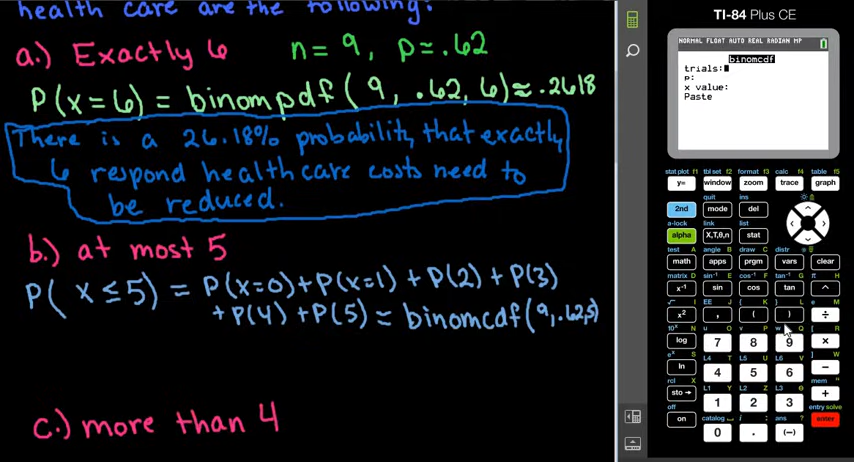 health care are the following:
a.) Exactly 6 n = 9, p = .62
P(x=6) = binompdf(9, .62, 6) ≈ .2618
There is a 26.18% probability that exactly
6 respond health care costs need to
be reduced.
b.) at most 5
P( x ≤ 5) = P(x=0) + P(x=1) + P(2) + P(3)
+ P(4) + P(5) = binomcdf(9, .62, 5)
c.) more than 4
TI-84 Plus CE
NORMAL FLOAT AUTO REAL RADIAN MP
binomcdf
trials:
p:
x value:
Paste
stat plot f1 tblset f2 format f3 calc f4 table f5
y= window zoom trace graph
quit ins
2nd mode del
a-lock link list
alpha X,T,θ,n stat
test A angle B draw C distr
math apps prgm vars clear
matrix D sin⁻¹ E cos⁻¹ F tan⁻¹ G π H
x⁻¹ sin cos tan ^
√ I EE J { K } L e M
x² , ( ) ÷
10ˣ N u O v P w Q [ R
log 7 8 9 ×
eˣ S L4 T L5 U L6 V ] W
ln 4 5 6 −
rcl X L1 Y L2 Z L3 θ mem "
sto→ 1 2 3 +
off catalog i : ans ? entry solve
on 0 . (−) enter